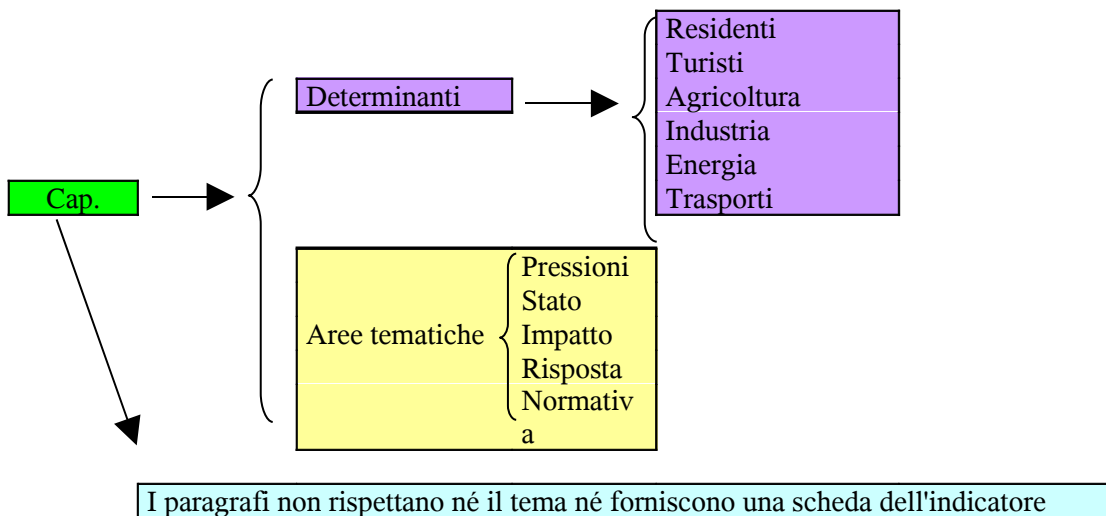 Residenti
Turisti
Determinanti
Agricoltura
Industria
Energia
Cap.
Trasporti
Pressioni
Stato
Aree tematiche
Impatto
Risposta
Normativ
a
I paragrafi non rispettano né il tema né forniscono una scheda dell'indicatore